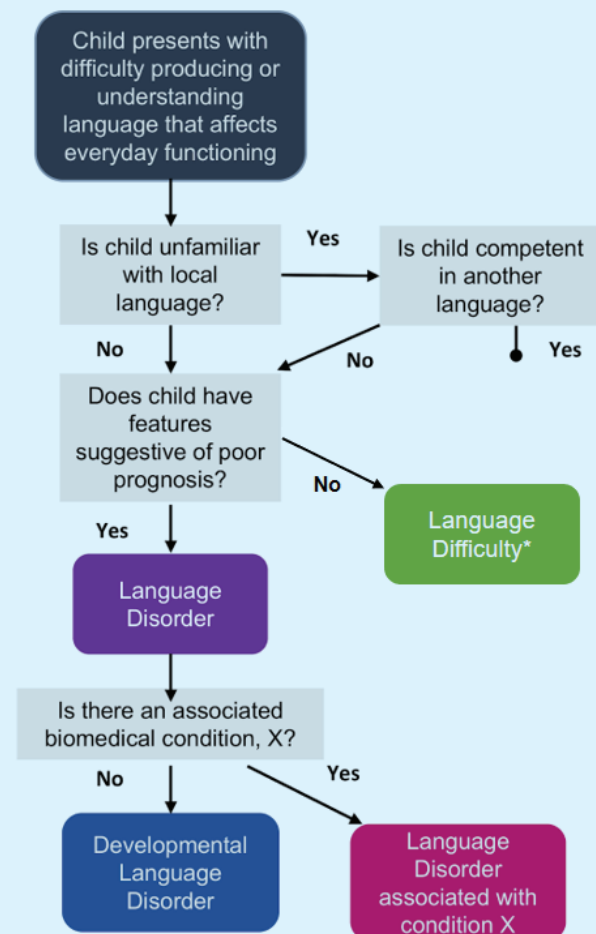 Child presents with
difficulty producing or
understanding
language that affects
everyday functioning
Is child unfamiliar
with local
language?
Yes
Is child competent
in another
language?
No
No
Yes
Does child have
features
suggestive of poor
prognosis?
No
Yes
Language
Difficulty*
Language
Disorder
Is there an associated
biomedical condition, X?
No
Yes
Developmental
Language
Disorder
Language
Disorder
associated with
condition X